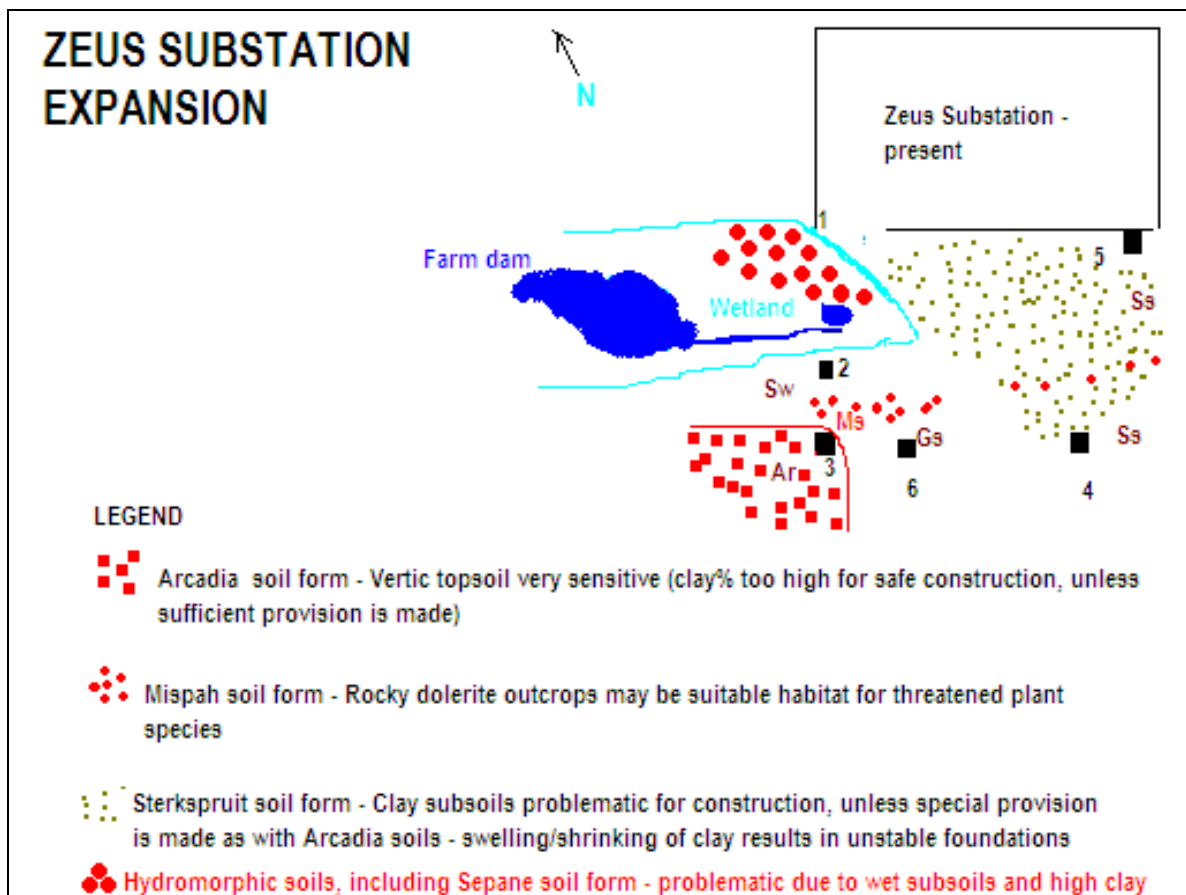 ZEUS SUBSTATION
EXPANSION
N
Zeus Substation -
present
1
Farm dam
5
Ss
Wetland
2
Sw
Ms
Gs
Ss
Ar
3
6
4
LEGEND
Arcadia soil form - Vertic topsoil very sensitive (clay% too high for safe construction, unless
sufficient provision is made)
Mispah soil form - Rocky dolerite outcrops may be suitable habitat for threatened plant
species
Sterkspruit soil form - Clay subsoils problematic for construction, unless special provision
is made as with Arcadia soils - swelling/shrinking of clay results in unstable foundations
Hydromorphic soils, including Sepane soil form - problematic due to wet subsoils and high clay